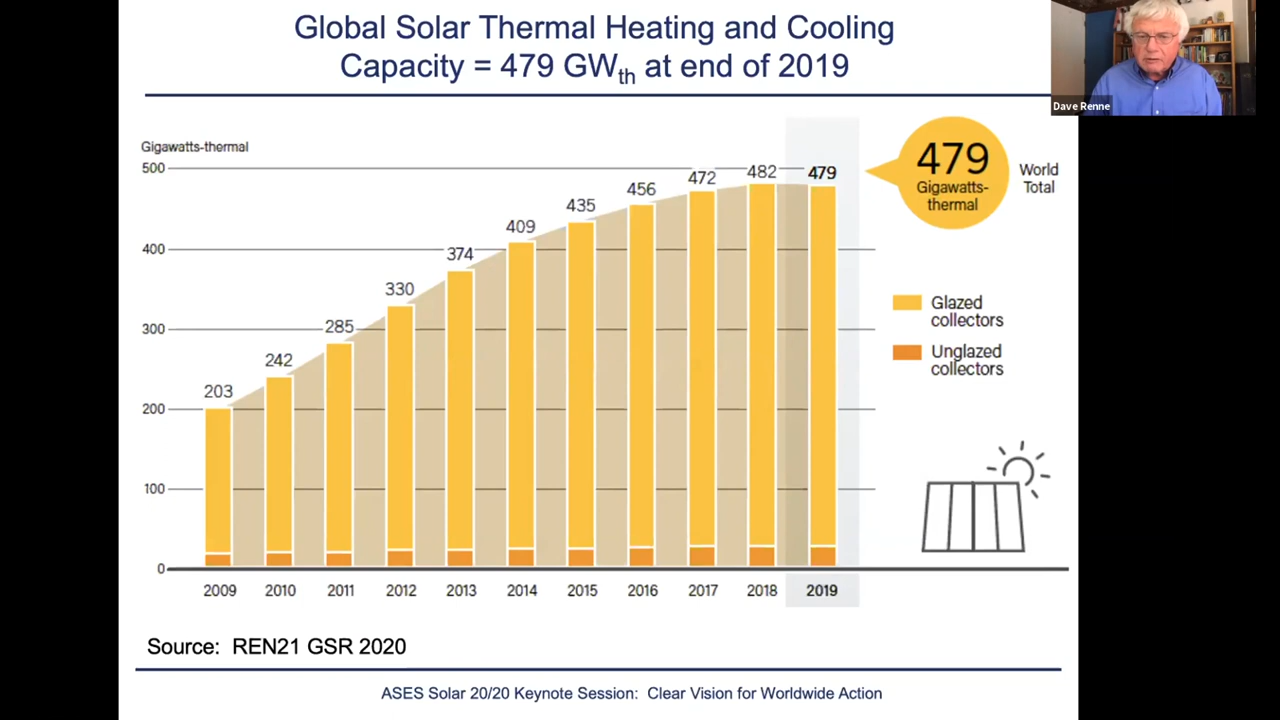 Global Solar Thermal Heating and Cooling
Capacity = 479 GWth at end of 2019
Dave Renne
Gigawatts-thermal
500
400
300
200
100
0
203
242
285
330
374
409
435
456
472
482
479
479
Gigawatts-
thermal
World
Total
Glazed
collectors
Unglazed
collectors
2009 2010 2011 2012 2013 2014 2015 2016 2017 2018 2019
Source: REN21 GSR 2020
ASES Solar 20/20 Keynote Session: Clear Vision for Worldwide Action